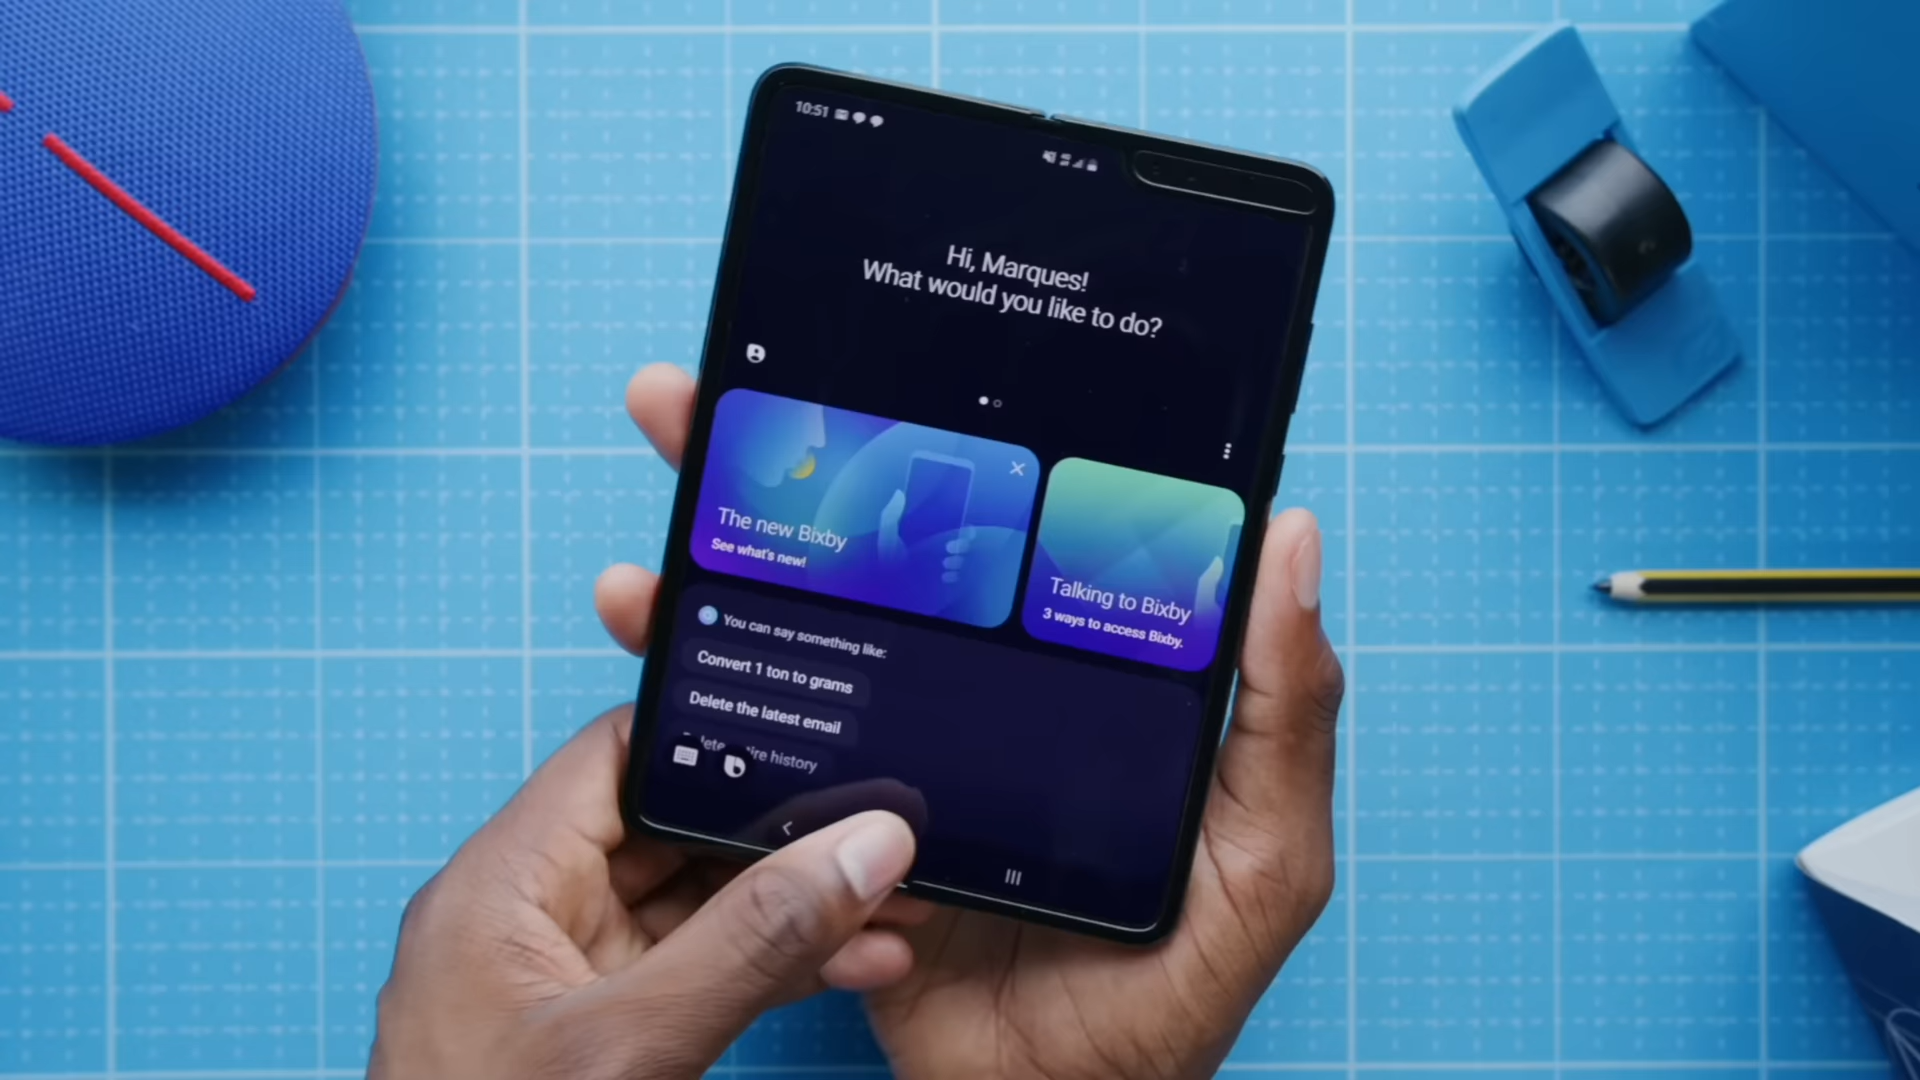 10:51
Hi, Marques!
What would you like to do?
The new Bixby
See what's new!
Talking to Bixby
3 ways to access Bixby.
You can say something like:
Convert 1 ton to grams
Delete the latest email
history